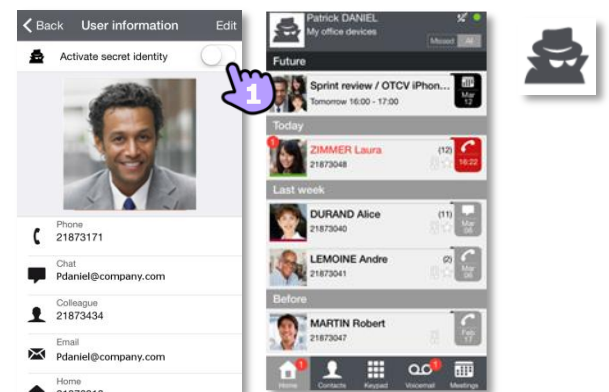 Back User information Edit
Activate secret identity
1
Phone
21873171
Chat
Pdaniel@company.com
Colleague
21873434
Email
Pdaniel@company.com
Home
Patrick DANIEL
My office devices
Missed All
Future
Sprint review / OTCV iPhon...
Tomorrow 16:00 - 17:00
Mar
12
Today
1
ZIMMER Laura (12)
21873048 16:22
Last week
DURAND Alice (11)
21873040 Mar
06
LEMOINE Andre (2)
21873041 Mar
06
Before
MARTIN Robert
21873047 Feb
17
1 1
Home Contacts Keypad Voicemail Meetings